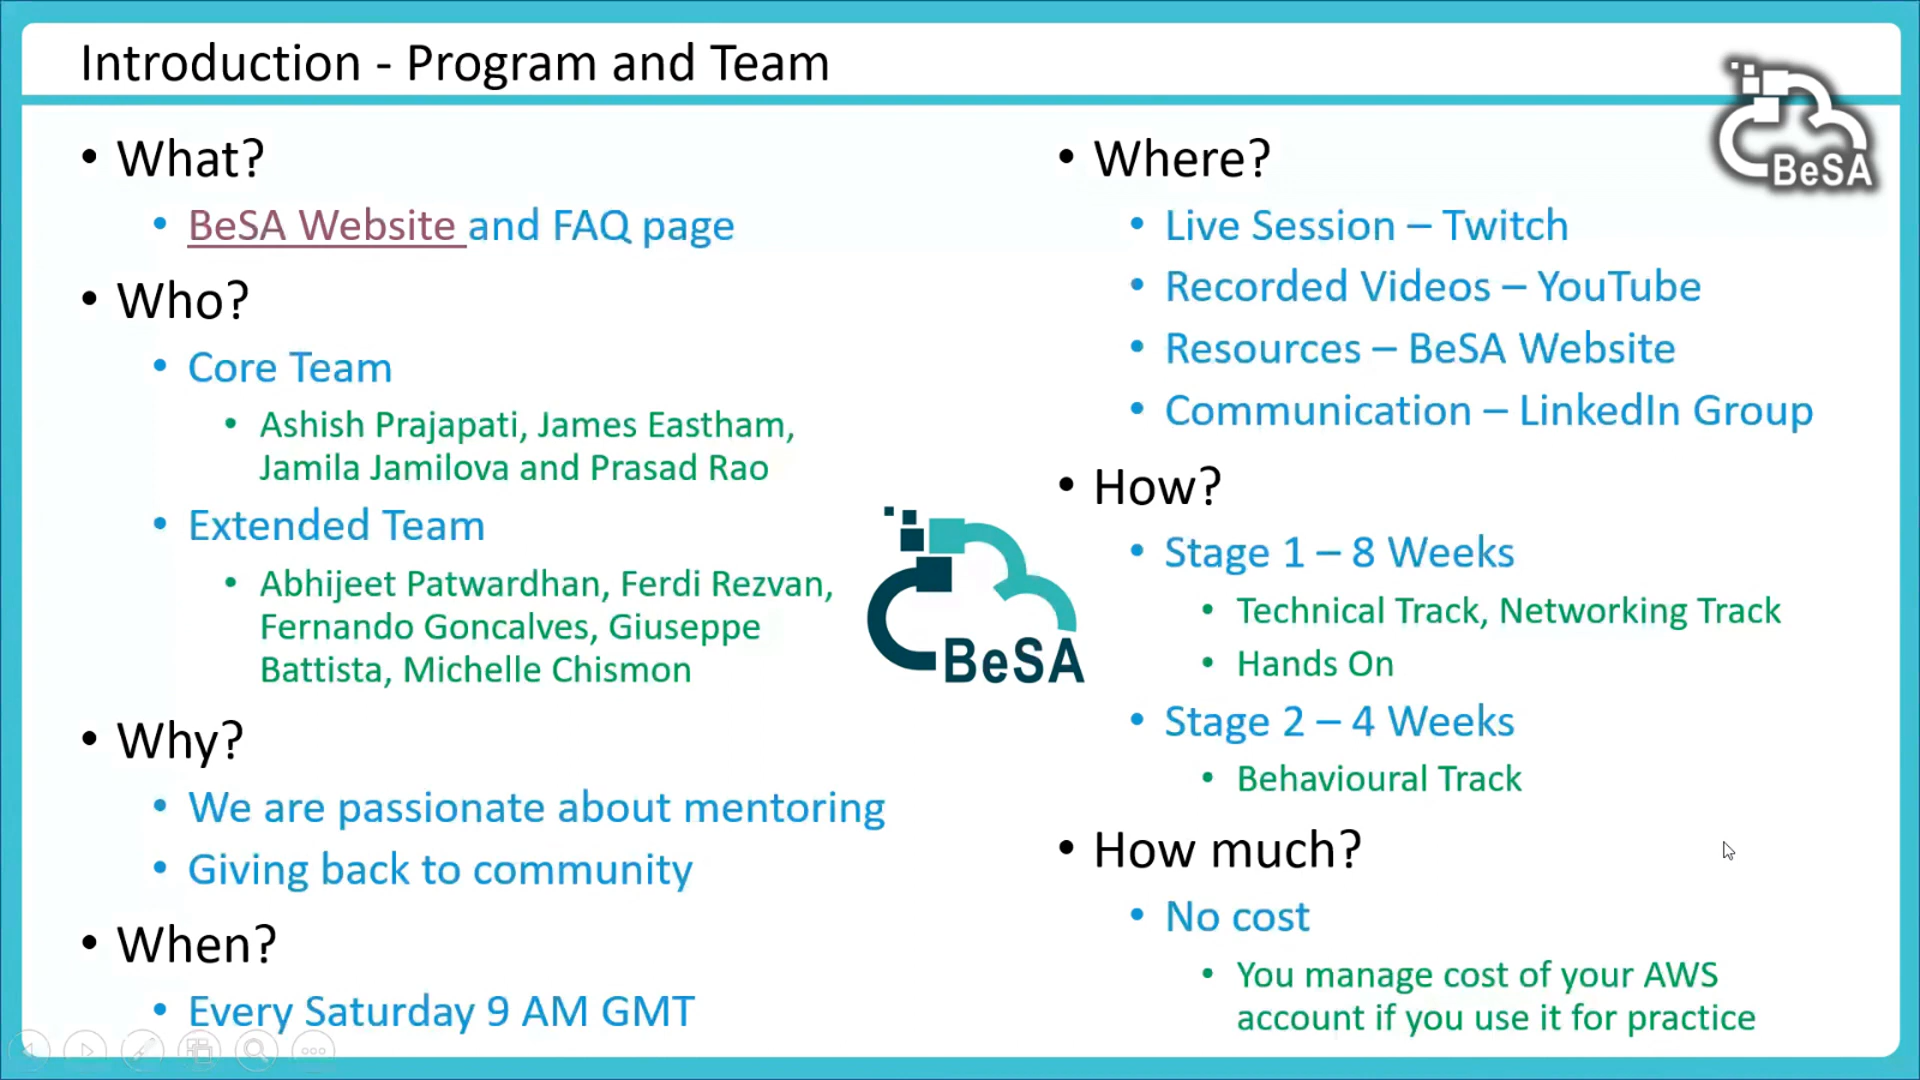 Introduction - Program and Team
BeSA
• What?
• BeSA Website and FAQ page
• Who?
• Core Team
• Ashish Prajapati, James Eastham,
Jamila Jamilova and Prasad Rao
• Extended Team
• Abhijeet Patwardhan, Ferdi Rezvan,
Fernando Goncalves, Giuseppe
Battista, Michelle Chismon
• Why?
• We are passionate about mentoring
• Giving back to community
• When?
• Every Saturday 9 AM GMT
BeSA
• Where?
• Live Session – Twitch
• Recorded Videos – YouTube
• Resources – BeSA Website
• Communication – LinkedIn Group
• How?
• Stage 1 – 8 Weeks
• Technical Track, Networking Track
• Hands On
• Stage 2 – 4 Weeks
• Behavioural Track
• How much?
• No cost
• You manage cost of your AWS
account if you use it for practice